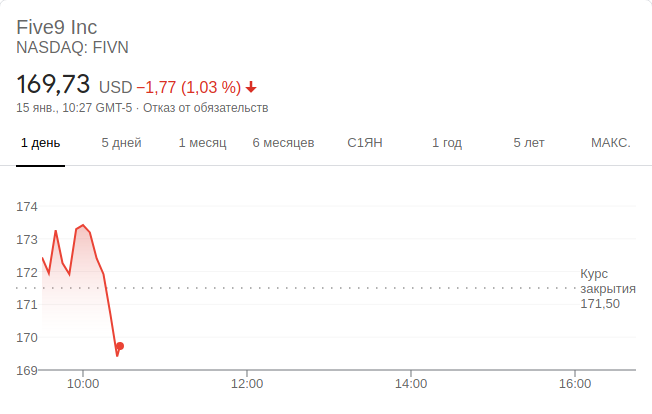 Five9 Inc
NASDAQ: FIVN
169,73 USD −1,77 (1,03 %)
15 янв., 10:27 GMT-5 · Отказ от обязательств
1 день 5 дней 1 месяц 6 месяцев С1ЯН 1 год 5 лет МАКС.
174
173
172
171
170
169
Курс
закрытия
171,50
10:00 12:00 14:00 16:00